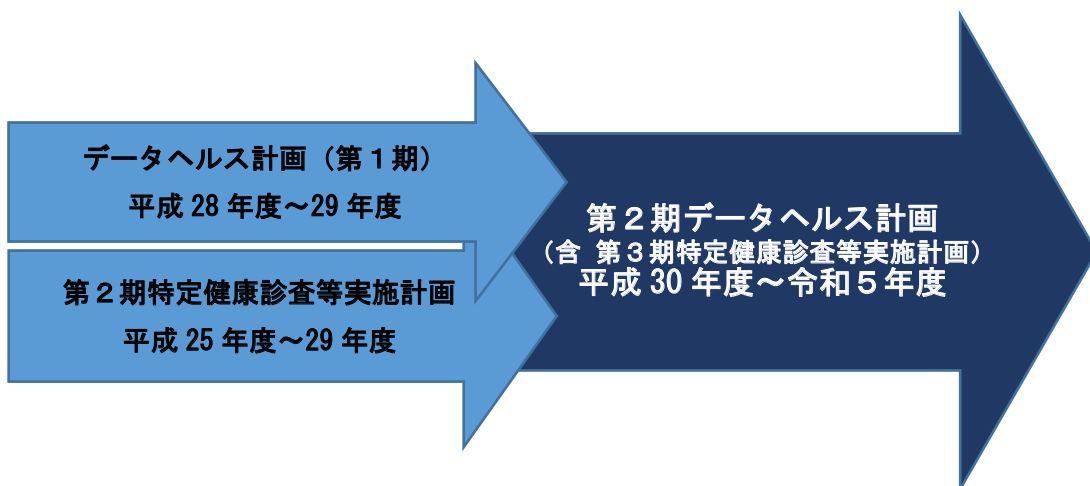 データヘルス計画（第１期）
平成 28 年度～29 年度
第２期特定健康診査等実施計画
平成 25 年度～29 年度
第２期データヘルス計画
（含 第３期特定健康診査等実施計画）
平成 30 年度～令和５年度